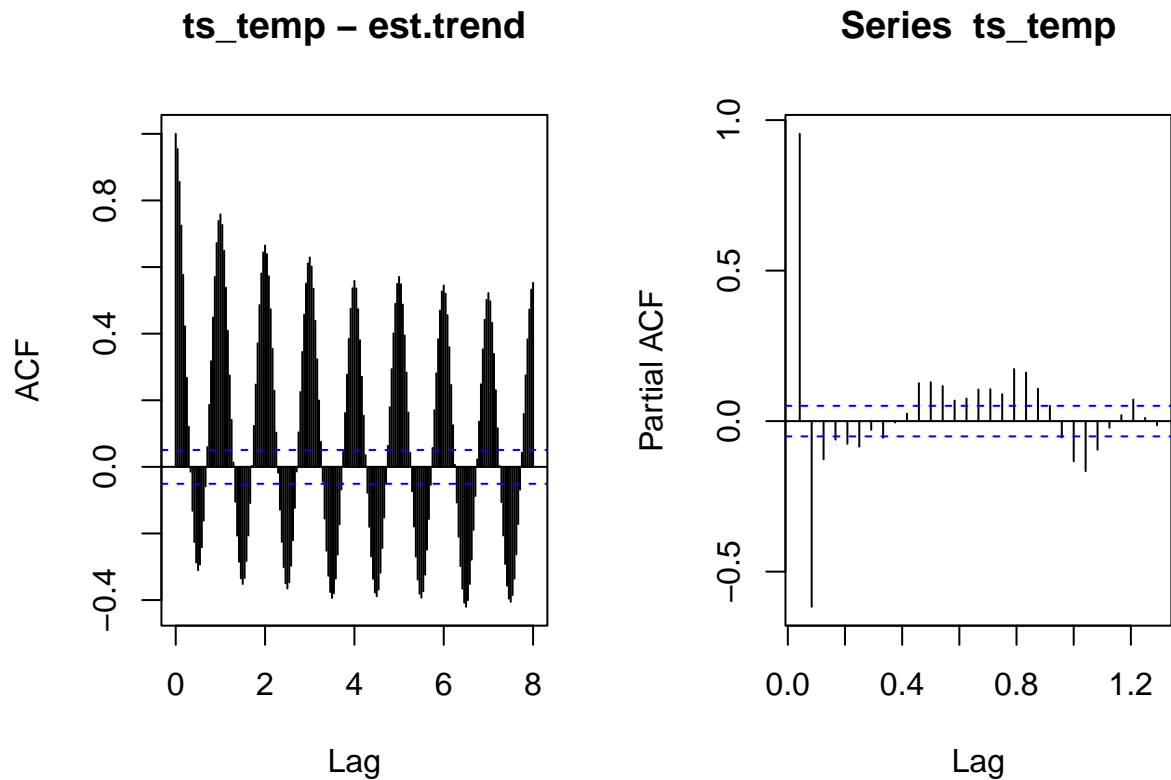 ts_temp – est.trend
ACF
0.8
0.4
0.0
−0.4
0 2 4 6 8
Lag
Series ts_temp
Partial ACF
1.0
0.5
0.0
−0.5
0.0 0.4 0.8 1.2
Lag